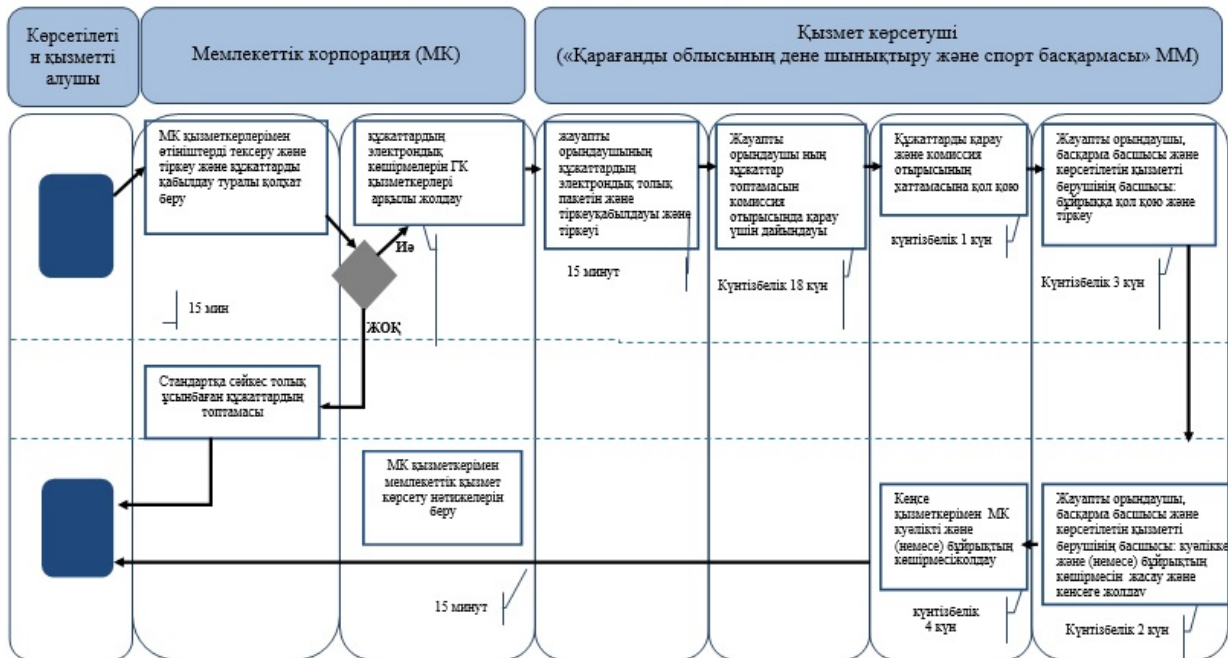 Көрсетілеті
н қызметті
алушы
Мемлекеттік корпорация (МК)
Қызмет көрсетуші
(«Қарағанды облысының дене шынықтыру және спорт басқармасы» ММ)
МК қызметкерлерімен
өтініштерді тексеру және
тіркеу және құжаттарды
қабылдау туралы қолхат
беру
15 мин
құжаттардың
электрондық
көшірмелерін ГК
қызметкерлері
арқылы жолдау
Иә
ЖОҚ
жауапты
орындаушының
құжаттардың
электрондық толық
пакетін және
тіркеуқабылдауы және
тіркеуі
15 минут
Жауапты
орындаушы ның
құжаттар
топтамасын
комиссия
отырысында қарау
үшін дайындауы
Күнтізбелік 18 күн
Құжаттарды қарау
және комиссия
отырысының
хаттамасына қол қою
күнтізбелік 1 күн
Жауапты орындаушы,
басқарма басшысы және
көрсетілетін қызметті
берушінің басшысы:
бұйрыққа қол қою және
тіркеу
Күнтізбелік 3 күн
Стандартқа сәйкес толық
ұсынбаған құжаттардың
топтамасы
МК қызметкерімен
мемлекеттік қызмет
көрсету нәтижелерін
беру
15 минут
Кеңсе
қызметкерімен МК
куәлікті және
(немесе) бұйрықтың
көшірмесіжолдау
күнтізбелік
4 күн
Жауапты орындаушы,
басқарма басшысы және
көрсетілетін қызметті
берушінің басшысы: куәлікке
және (немесе) бұйрықтың
көшірмесін жасау және
кеңсеге жолдау
Күнтізбелік 2 күн